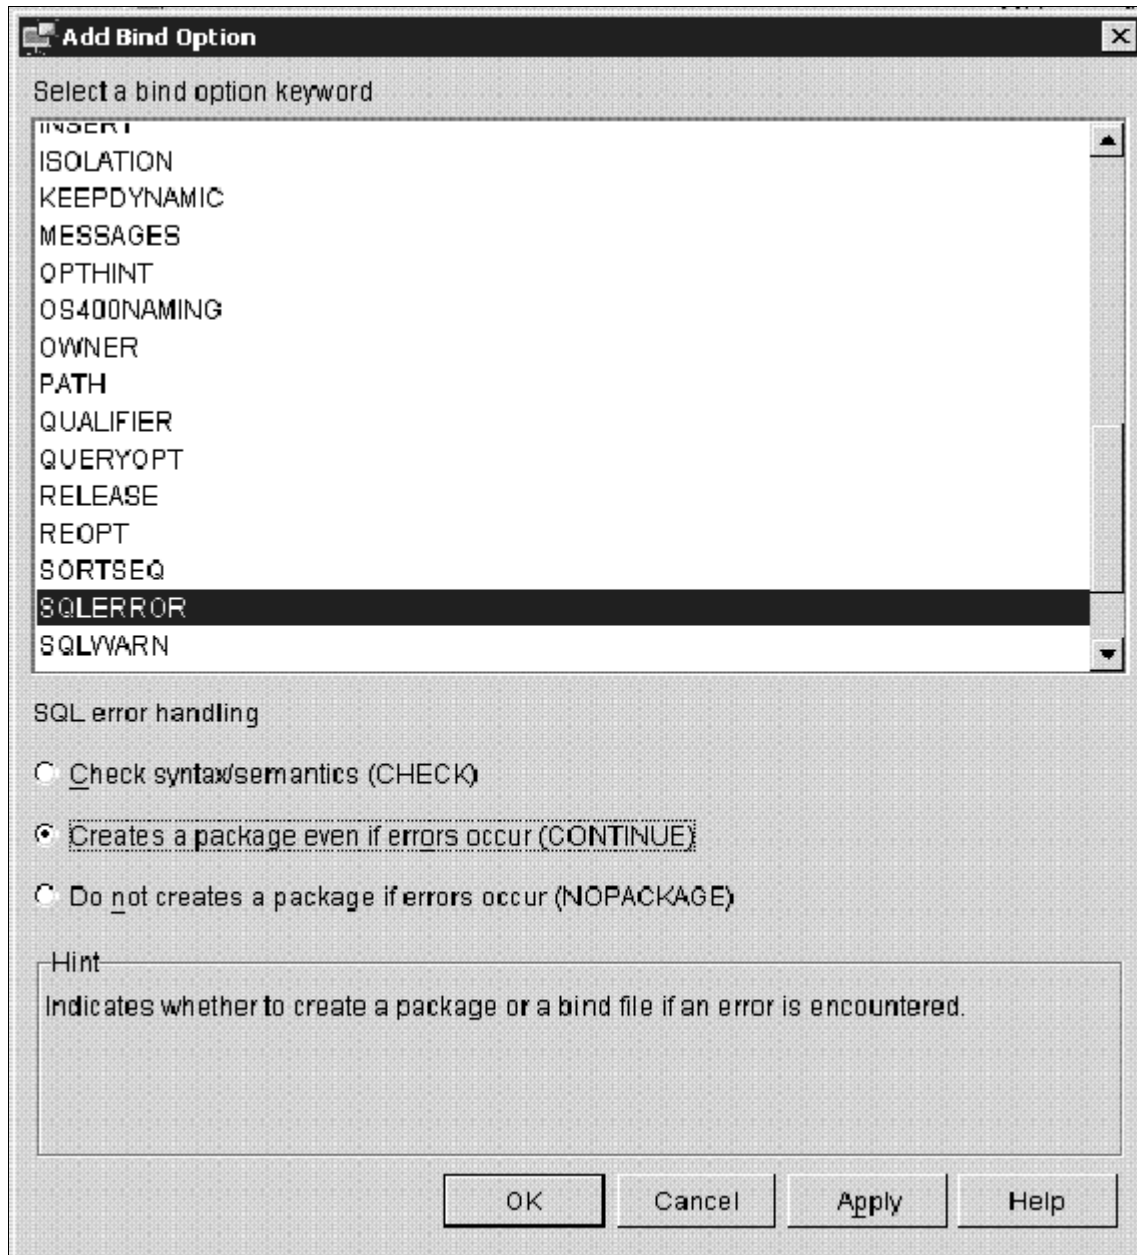 Add Bind Option
Select a bind option keyword
INSERT
ISOLATION
KEEPDYNAMIC
MESSAGES
OPTHINT
OS400NAMING
OWNER
PATH
QUALIFIER
QUERYOPT
RELEASE
REOPT
SORTSEQ
SQLERROR
SQLWARN
SQL error handling
Check syntax/semantics (CHECK)
Creates a package even if errors occur (CONTINUE)
Do not creates a package if errors occur (NOPACKAGE)
Hint
Indicates whether to create a package or a bind file if an error is encountered.
OK Cancel Apply Help